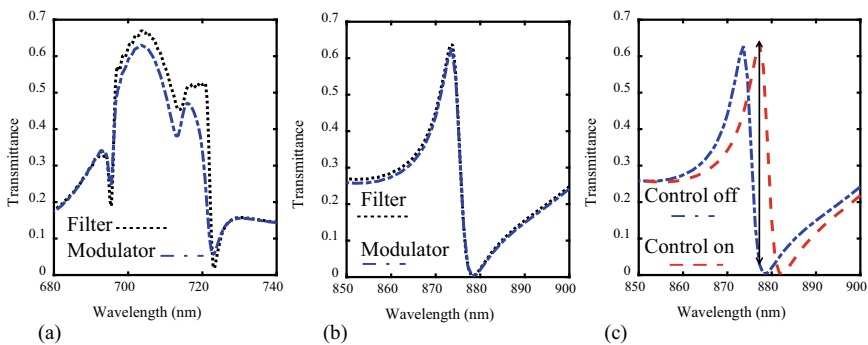 0.7
0.6
0.5
0.4
0.3
0.2
0.1
0
Transmittance
Filter
Modulator
680 700 720 740
Wavelength (nm)
(a)
0.7
0.6
0.5
0.4
0.3
0.2
0.1
0
Transmittance
Filter
Modulator
850 860 870 880 890 900
Wavelength (nm)
(b)
0.7
0.6
0.5
0.4
0.3
0.2
0.1
0
Transmittance
Control off
Control on
850 860 870 880 890 900
Wavelength (nm)
(c)